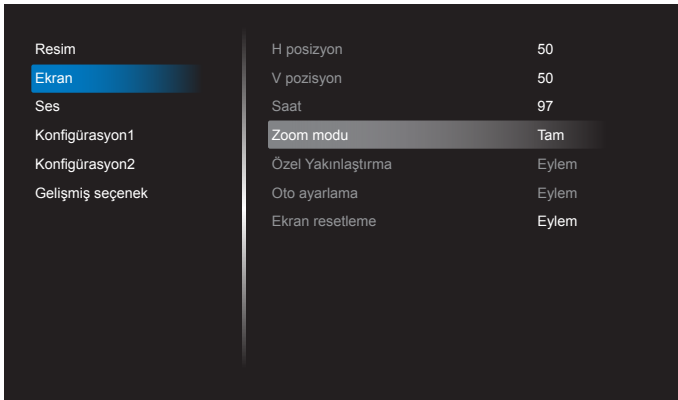 Resim
Ekran
Ses
Konfigürasyon1
Konfigürasyon2
Gelişmiş seçenek
H posizyon 50
V pozisyon 50
Saat 97
Zoom modu Tam
Özel Yakınlaştırma Eylem
Oto ayarlama Eylem
Ekran resetleme Eylem